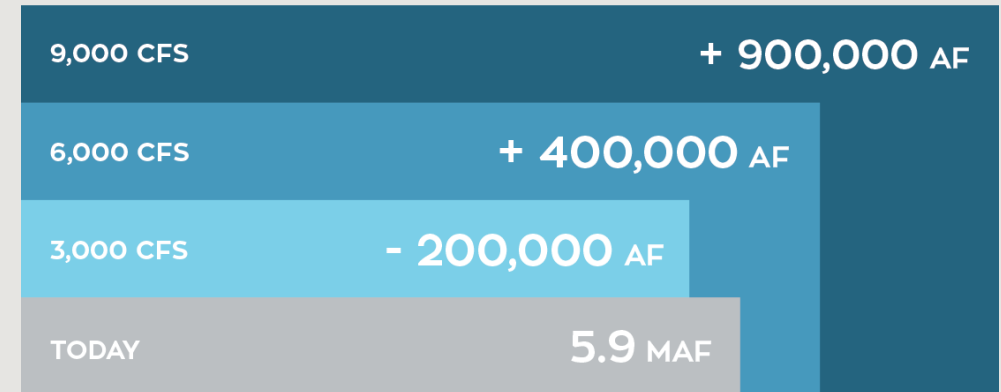 9,000 CFS + 900,000 AF
6,000 CFS + 400,000 AF
3,000 CFS - 200,000 AF
TODAY 5.9 MAF